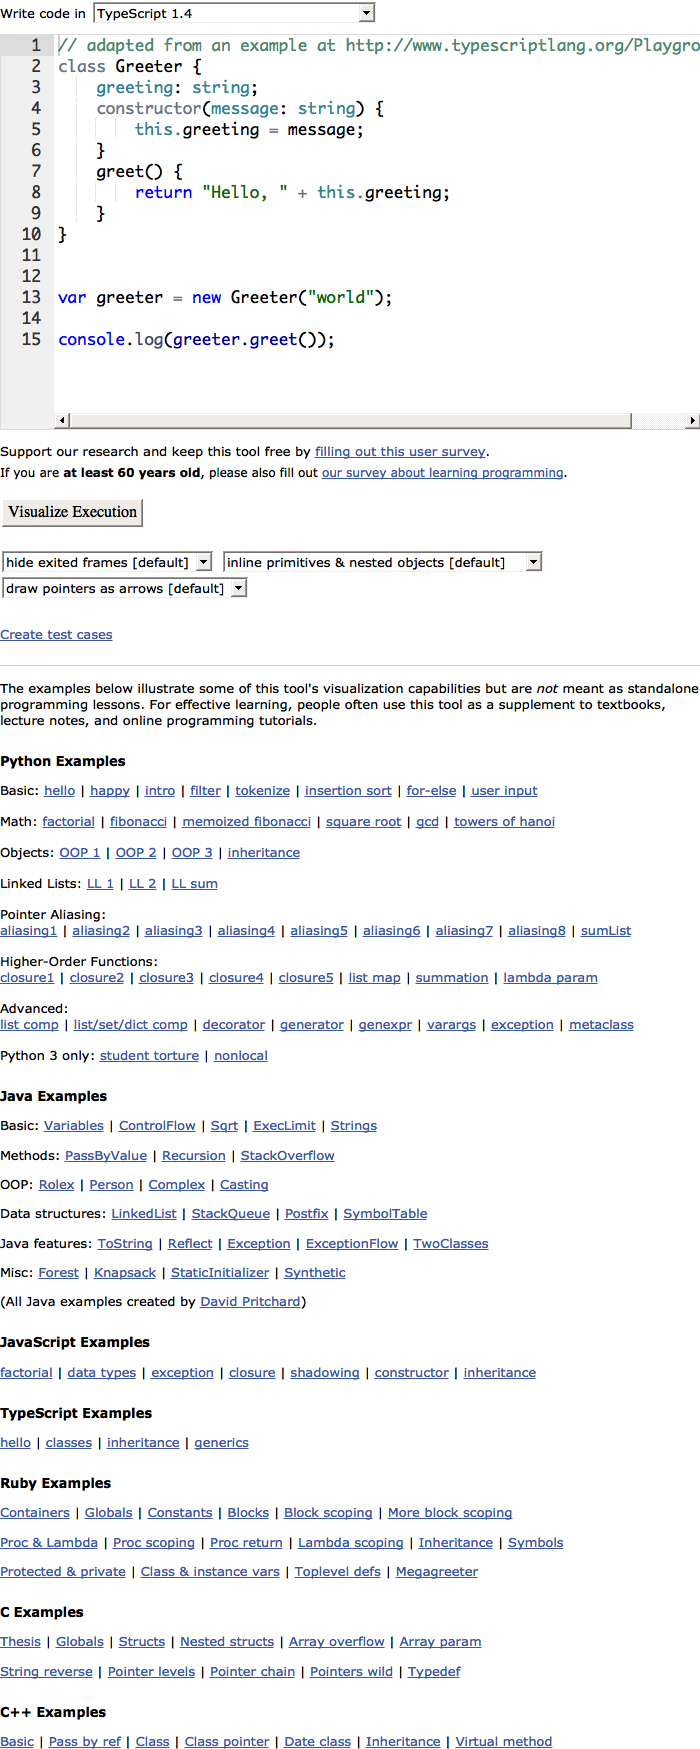 Write code in TypeScript 1.4
1 // adapted from an example at http://www.typescriptlang.org/Playgro
2 class Greeter {
3 greeting: string;
4 constructor(message: string) {
5 this.greeting = message;
6 }
7 greet() {
8 return "Hello, " + this.greeting;
9 }
10 }
11
12
13 var greeter = new Greeter("world");
14
15 console.log(greeter.greet());
Support our research and keep this tool free by filling out this user survey.
If you are at least 60 years old, please also fill out our survey about learning programming.
Visualize Execution
hide exited frames [default] inline primitives & nested objects [default]
draw pointers as arrows [default]
Create test cases
The examples below illustrate some of this tool's visualization capabilities but are not meant as standalone
programming lessons. For effective learning, people often use this tool as a supplement to textbooks,
lecture notes, and online programming tutorials.
Python Examples
Basic: hello | happy | intro | filter | tokenize | insertion sort | for-else | user input
Math: factorial | fibonacci | memoized fibonacci | square root | gcd | towers of hanoi
Objects: OOP 1 | OOP 2 | OOP 3 | inheritance
Linked Lists: LL 1 | LL 2 | LL sum
Pointer Aliasing:
aliasing1 | aliasing2 | aliasing3 | aliasing4 | aliasing5 | aliasing6 | aliasing7 | aliasing8 | sumList
Higher-Order Functions:
closure1 | closure2 | closure3 | closure4 | closure5 | list map | summation | lambda param
Advanced:
list comp | list/set/dict comp | decorator | generator | genexpr | varargs | exception | metaclass
Python 3 only: student torture | nonlocal
Java Examples
Basic: Variables | ControlFlow | Sqrt | ExecLimit | Strings
Methods: PassByValue | Recursion | StackOverflow
OOP: Rolex | Person | Complex | Casting
Data structures: LinkedList | StackQueue | Postfix | SymbolTable
Java features: ToString | Reflect | Exception | ExceptionFlow | TwoClasses
Misc: Forest | Knapsack | StaticInitializer | Synthetic
(All Java examples created by David Pritchard)
JavaScript Examples
factorial | data types | exception | closure | shadowing | constructor | inheritance
TypeScript Examples
hello | classes | inheritance | generics
Ruby Examples
Containers | Globals | Constants | Blocks | Block scoping | More block scoping
Proc & Lambda | Proc scoping | Proc return | Lambda scoping | Inheritance | Symbols
Protected & private | Class & instance vars | Toplevel defs | Megagreeter
C Examples
Thesis | Globals | Structs | Nested structs | Array overflow | Array param
String reverse | Pointer levels | Pointer chain | Pointers wild | Typedef
C++ Examples
Basic | Pass by ref | Class | Class pointer | Date class | Inheritance | Virtual method